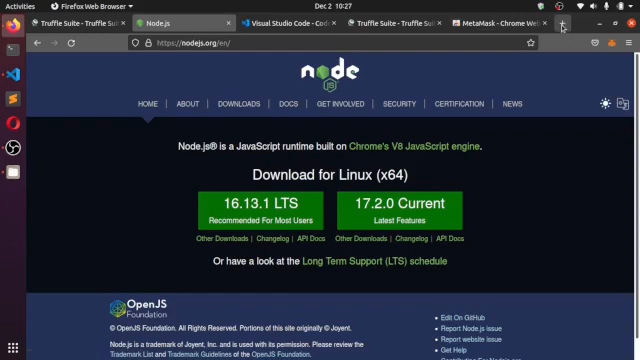 Activities
Firefox Web Browser
Dec 2 10:27
Truffle Suite - Truffle Suit
Node.js
Visual Studio Code - Cod
Truffle Suite - Truffle Suit
MetaMask - Chrome Web
https://nodejs.org/en/
node
JS
HOME
ABOUT
DOWNLOADS
DOCS
GET INVOLVED
SECURITY
CERTIFICATION
NEWS
Node.js® is a JavaScript runtime built on Chrome's V8 JavaScript engine.
Download for Linux (x64)
16.13.1 LTS
Recommended For Most Users
17.2.0 Current
Latest Features
Other Downloads | Changelog | API Docs
Other Downloads | Changelog | API Docs
Or have a look at the Long Term Support (LTS) schedule
OpenJS
Foundation
© OpenJS Foundation. All Rights Reserved. Portions of this site originally © Joyent.
Node.js is a trademark of Joyent, Inc. and is used with its permission. Please review the
Trademark List and Trademark Guidelines of the OpenJS Foundation.
Edit On GitHub
Report Node.js issue
Report website issue
Get Help